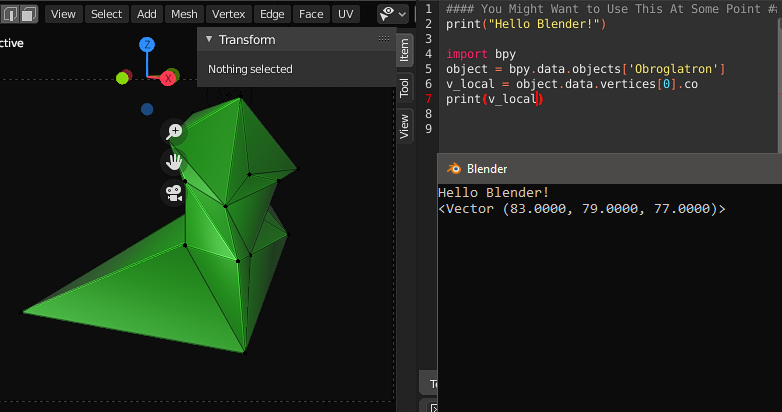 View Select Add Mesh Vertex Edge Face UV
ctive
Transform
Nothing selected
Item
Tool
View
Z
X
1 #### You Might Want to Use This At Some Point ##
2 print("Hello Blender!")
3
4 import bpy
5 object = bpy.data.objects['Obroglatron']
6 v_local = object.data.vertices[0].co
7 print(v_local)
8
9
Blender
Hello Blender!
<Vector (83.0000, 79.0000, 77.0000)>